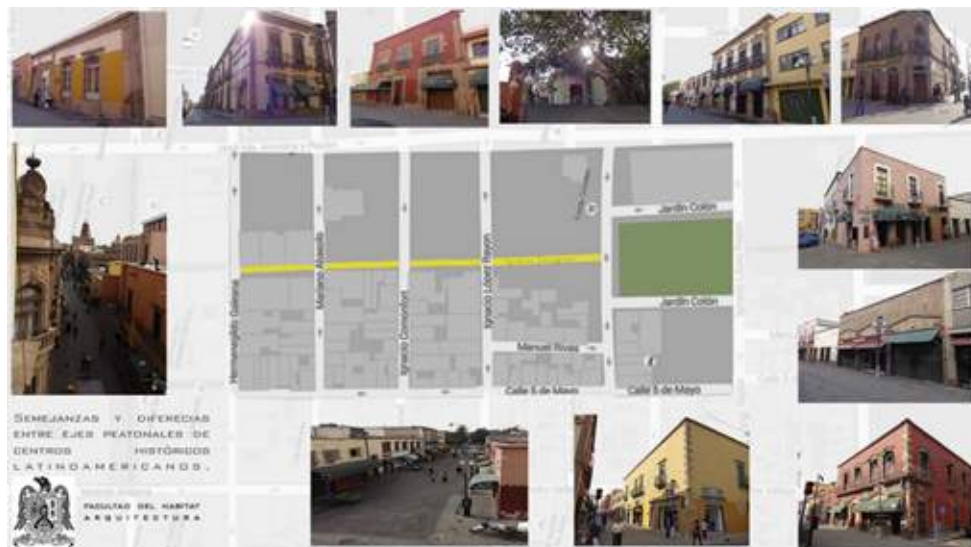 Jardín Colón
Hermenegildo Galeana
Mariano Abasolo
Ignacio Comonfort
Ignacio López Rayón
Jardín Colón
Manuel Rivas
Calle 5 de Mayo
Calle 5 de Mayo
SEMEJANZAS Y DIFERECIAS
ENTRE EJES PEATONALES DE
CENTROS HISTÓRICOS
LATINOAMERICANOS.
FACULTAD DEL HABITAT
ARQUITECTURA